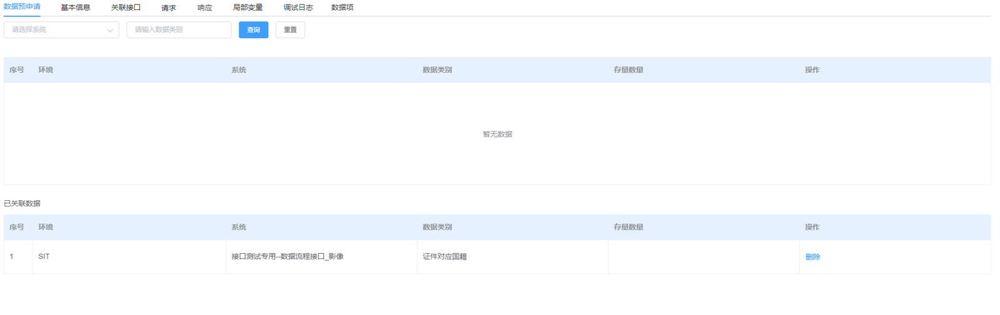 数据预申请 基本信息 关联接口 请求 响应 局部变量 调试日志 数据项
请选择系统 请输入数据类别 查询 重置
序号 环境 系统 数据类别 存量数量 操作
暂无数据
已关联数据
序号 环境 系统 数据类别 存量数量 操作
1 SIT 接口测试专用--数据流程接口_影像 证件对应国籍 删除